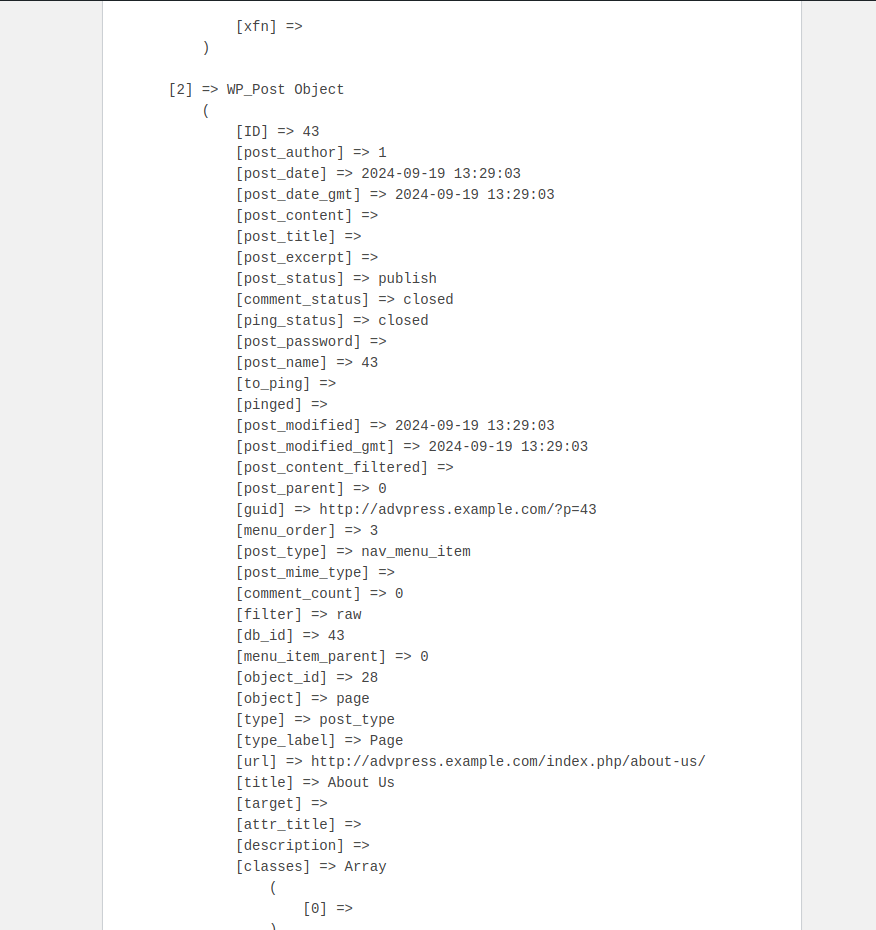 [xfn] =>
)
[2] => WP_Post Object
(
[ID] => 43
[post_author] => 1
[post_date] => 2024-09-19 13:29:03
[post_date_gmt] => 2024-09-19 13:29:03
[post_content] =>
[post_title] =>
[post_excerpt] =>
[post_status] => publish
[comment_status] => closed
[ping_status] => closed
[post_password] =>
[post_name] => 43
[to_ping] =>
[pinged] =>
[post_modified] => 2024-09-19 13:29:03
[post_modified_gmt] => 2024-09-19 13:29:03
[post_content_filtered] =>
[post_parent] => 0
[guid] => http://advpress.example.com/?p=43
[menu_order] => 3
[post_type] => nav_menu_item
[post_mime_type] =>
[comment_count] => 0
[filter] => raw
[db_id] => 43
[menu_item_parent] => 0
[object_id] => 28
[object] => page
[type] => post_type
[type_label] => Page
[url] => http://advpress.example.com/index.php/about-us/
[title] => About Us
[target] =>
[attr_title] =>
[description] =>
[classes] => Array
(
[0] =>
)